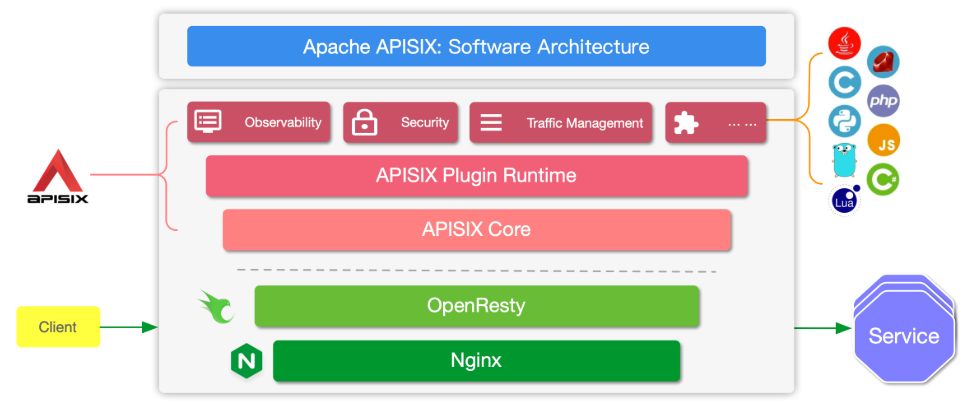 Apache APISIX: Software Architecture
Observability
Security
Traffic Management
... ...
php
JS
C
C#
Lua
APISIX
APISIX Plugin Runtime
APISIX Core
OpenResty
Client
Service
N
Nginx